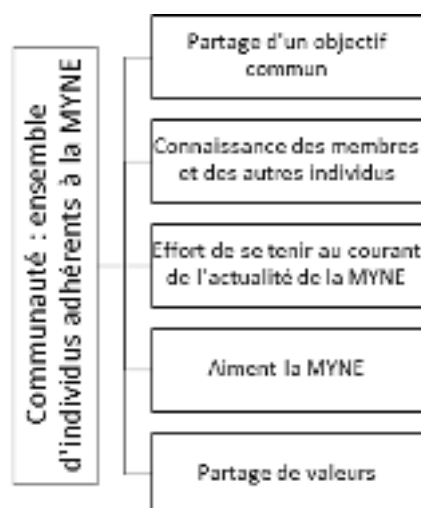 Communauté : ensemble
d'individus adhérents à la MYNE
Partage d'un objectif
commun
Connaissance des membres
et des autres individus
Effort de se tenir au courant
de l'actualité de la MYNE
Aiment la MYNE
Partage de valeurs